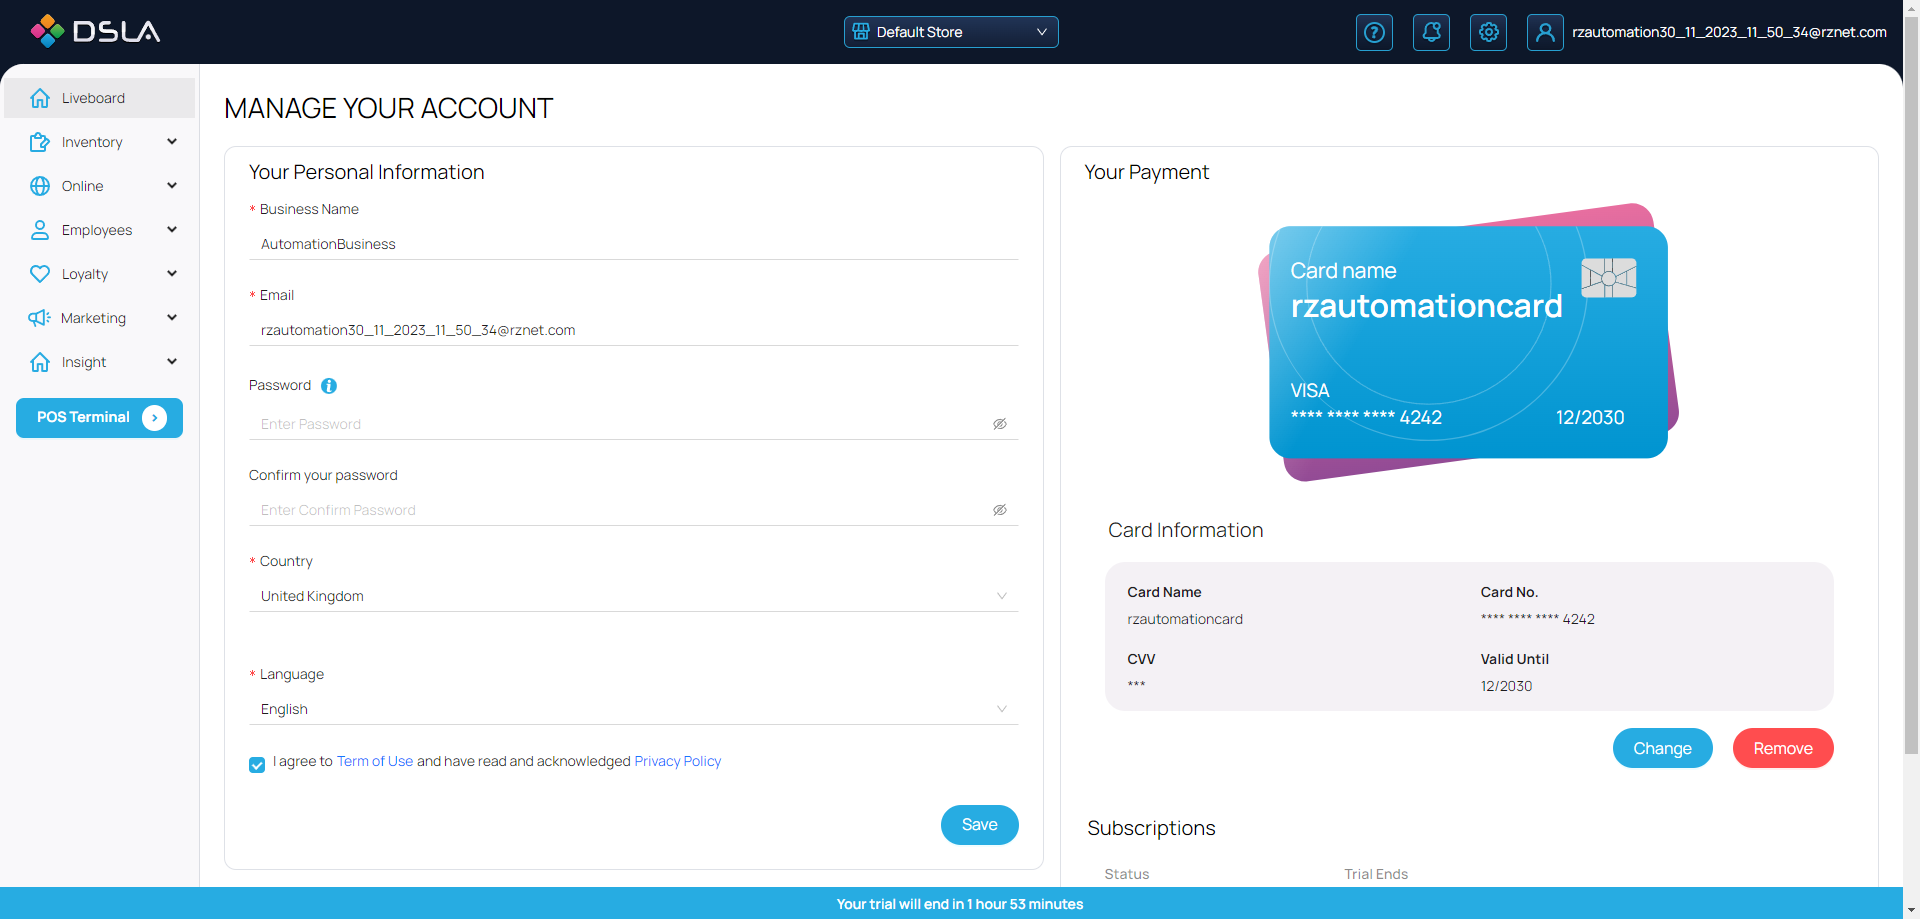 DSLA
Default Store
rzautomation30_11_2023_11_50_34@rznet.com
Liveboard
Inventory
Online
Employees
Loyalty
Marketing
Insight
POS Terminal
MANAGE YOUR ACCOUNT
Your Personal Information
* Business Name
AutomationBusiness
* Email
rzautomation30_11_2023_11_50_34@rznet.com
Password
Enter Password
Confirm your password
Enter Confirm Password
* Country
United Kingdom
* Language
English
I agree to Term of Use and have read and acknowledged Privacy Policy
Save
Your Payment
Card name
rzautomationcard
VISA
**** **** **** 4242 12/2030
Card Information
Card Name Card No.
rzautomationcard **** **** **** 4242
CVV Valid Until
*** 12/2030
Change Remove
Subscriptions
Status Trial Ends
Your trial will end in 1 hour 53 minutes